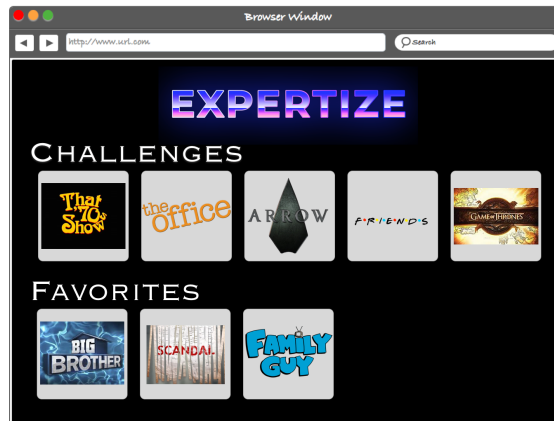 Browser Window
http://www.url.com
Search
EXPERTIZE
CHALLENGES
That
70s
Show
the
office
ARROW
F•R•I•E•N•D•S
GAME OF THRONES
FAVORITES
BIG
BROTHER
SCANDAL
FAMILY
GUY